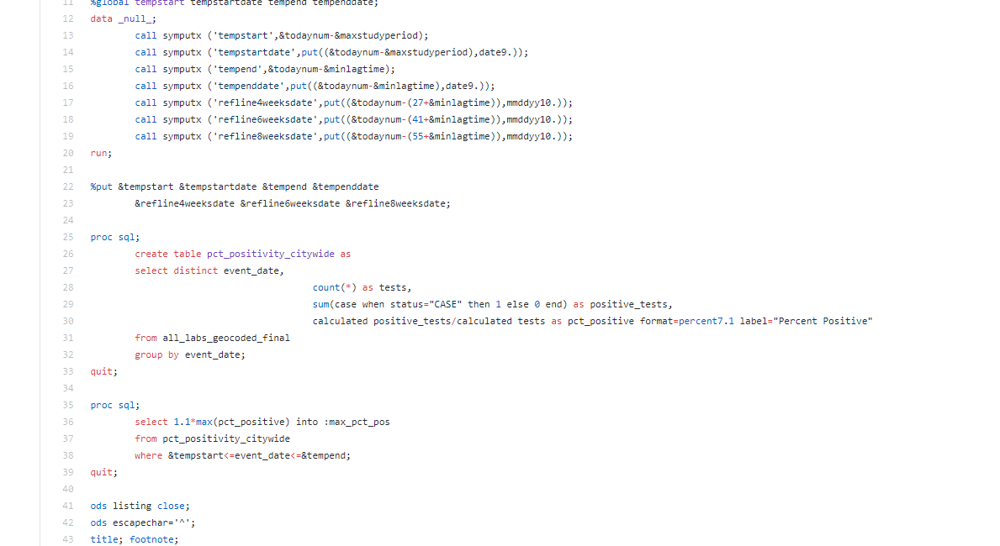 11 %global tempstart tempstartdate tempend tempenddate;
12 data _null_;
13 call symputx ('tempstart',&todaynum-&maxstudyperiod);
14 call symputx ('tempstartdate',put((&todaynum-&maxstudyperiod),date9.));
15 call symputx ('tempend',&todaynum-&minlagtime);
16 call symputx ('tempenddate',put((&todaynum-&minlagtime),date9.));
17 call symputx ('refline4weeksdate',put((&todaynum-(27+&minlagtime)),mmddyy10.));
18 call symputx ('refline6weeksdate',put((&todaynum-(41+&minlagtime)),mmddyy10.));
19 call symputx ('refline8weeksdate',put((&todaynum-(55+&minlagtime)),mmddyy10.));
20 run;
21
22 %put &tempstart &tempstartdate &tempend &tempenddate
23 &refline4weeksdate &refline6weeksdate &refline8weeksdate;
24
25 proc sql;
26 create table pct_positivity_citywide as
27 select distinct event_date,
28 count(*) as tests,
29 sum(case when status="CASE" then 1 else 0 end) as positive_tests,
30 calculated positive_tests/calculated tests as pct_positive format=percent7.1 label="Percent Positive"
31 from all_labs_geocoded_final
32 group by event_date;
33 quit;
34
35 proc sql;
36 select 1.1*max(pct_positive) into :max_pct_pos
37 from pct_positivity_citywide
38 where &tempstart<=event_date<=&tempend;
39 quit;
40
41 ods listing close;
42 ods escapechar='^';
43 title; footnote;